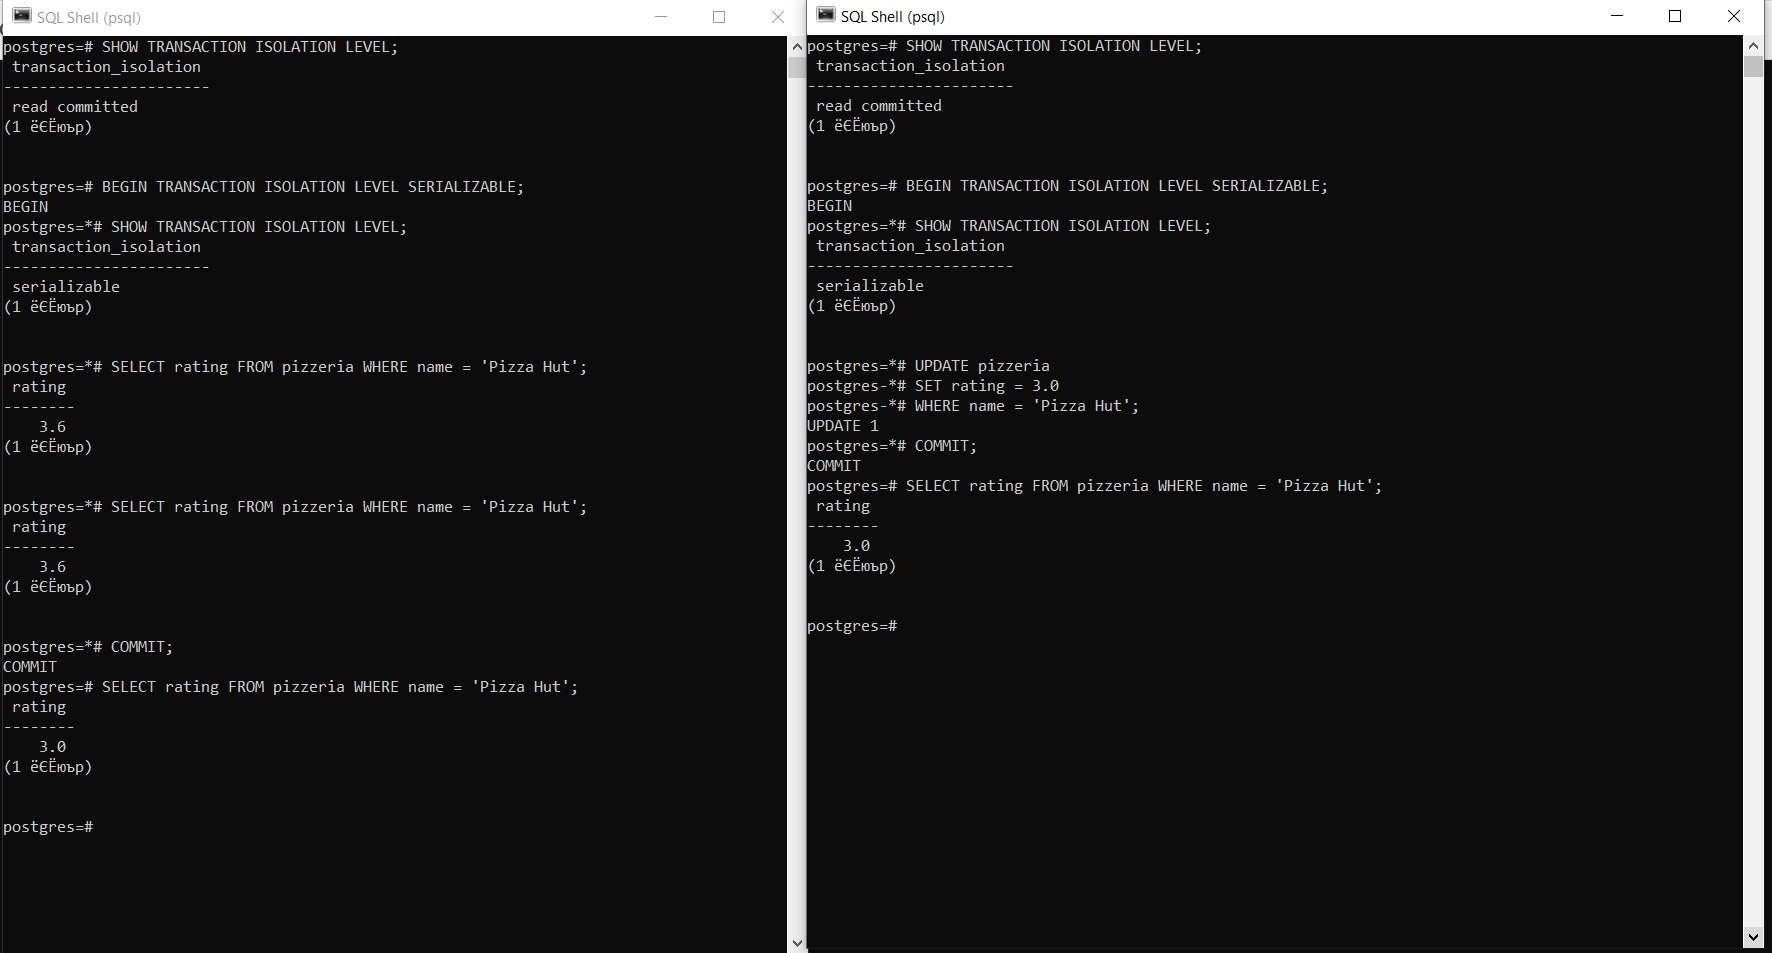 SQL Shell (psql)
postgres=# SHOW TRANSACTION ISOLATION LEVEL;
 transaction_isolation
-----------------------
 read committed
(1 ёЄЁюър)
postgres=# BEGIN TRANSACTION ISOLATION LEVEL SERIALIZABLE;
BEGIN
postgres=*# SHOW TRANSACTION ISOLATION LEVEL;
 transaction_isolation
-----------------------
 serializable
(1 ёЄЁюър)
postgres=*# SELECT rating FROM pizzeria WHERE name = 'Pizza Hut';
 rating
--------
    3.6
(1 ёЄЁюър)
postgres=*# SELECT rating FROM pizzeria WHERE name = 'Pizza Hut';
 rating
--------
    3.6
(1 ёЄЁюър)
postgres=*# COMMIT;
COMMIT
postgres=# SELECT rating FROM pizzeria WHERE name = 'Pizza Hut';
 rating
--------
    3.0
(1 ёЄЁюър)
postgres=#
SQL Shell (psql)
postgres=# SHOW TRANSACTION ISOLATION LEVEL;
 transaction_isolation
-----------------------
 read committed
(1 ёЄЁюър)
postgres=# BEGIN TRANSACTION ISOLATION LEVEL SERIALIZABLE;
BEGIN
postgres=*# SHOW TRANSACTION ISOLATION LEVEL;
 transaction_isolation
-----------------------
 serializable
(1 ёЄЁюър)
postgres=*# UPDATE pizzeria
postgres-*# SET rating = 3.0
postgres-*# WHERE name = 'Pizza Hut';
UPDATE 1
postgres=*# COMMIT;
COMMIT
postgres=# SELECT rating FROM pizzeria WHERE name = 'Pizza Hut';
 rating
--------
    3.0
(1 ёЄЁюър)
postgres=#